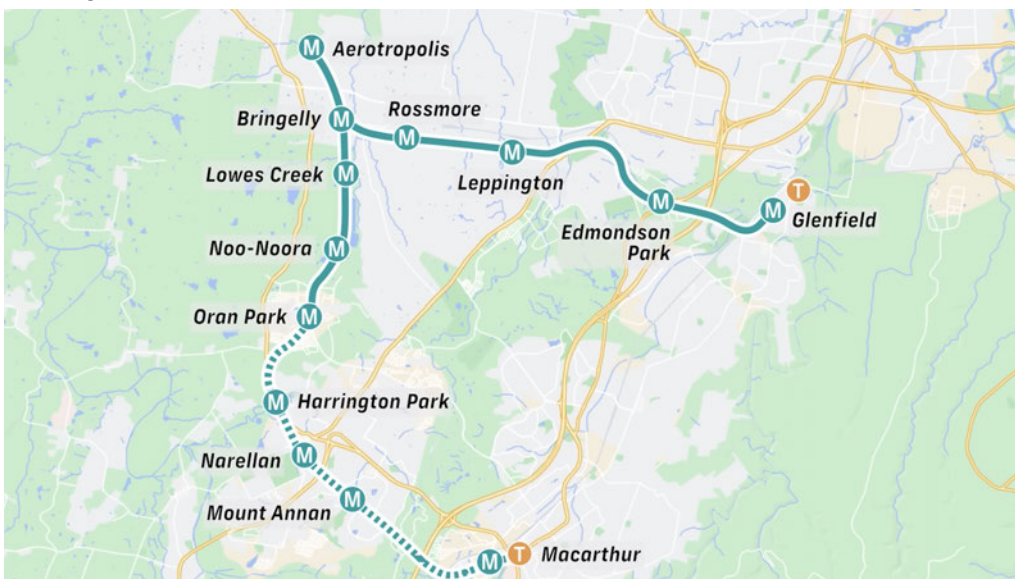 M Aerotropolis
Bringelly M
Rossmore
M
Lowes Creek M
M
Leppington
M
T
M
Edmondson
Park
Glenfield
Noo-Noora M
Oran Park M
M Harrington Park
Narellan M
Mount Annan M
M T Macarthur